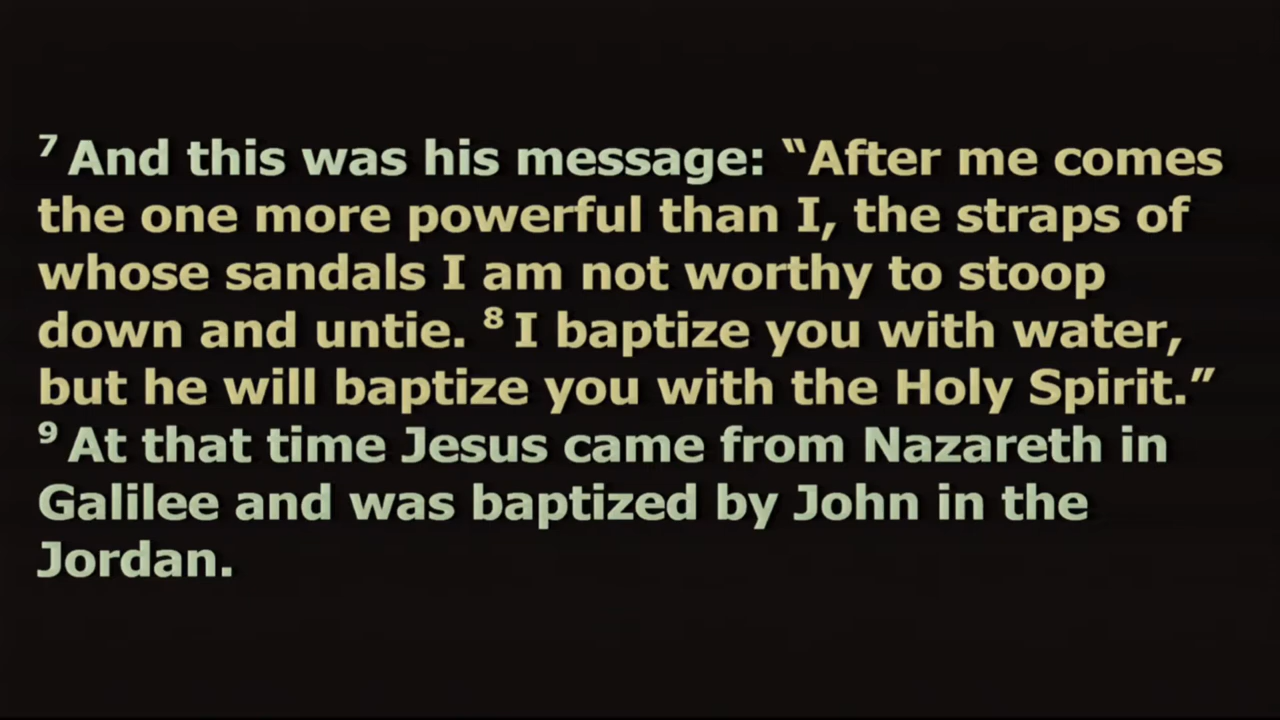 ⁷ And this was his message: “After me comes
the one more powerful than I, the straps of
whose sandals I am not worthy to stoop
down and untie. ⁸ I baptize you with water,
but he will baptize you with the Holy Spirit.”
⁹ At that time Jesus came from Nazareth in
Galilee and was baptized by John in the
Jordan.